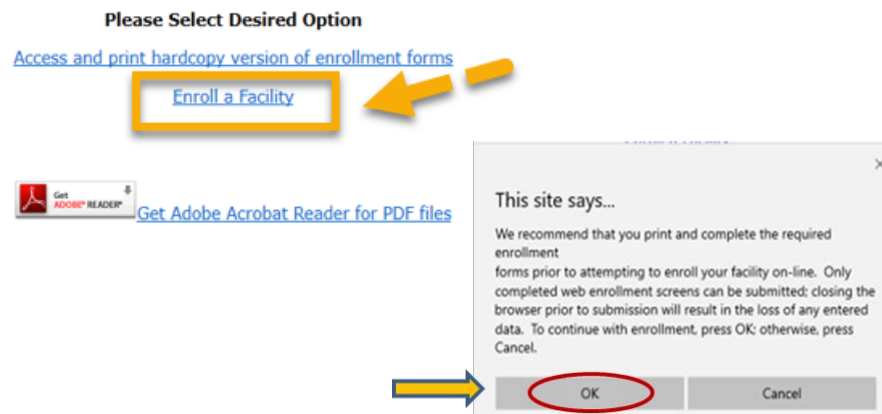 Please Select Desired Option
Access and print hardcopy version of enrollment forms
Enroll a Facility
Get
ADOBE® READER®
Get Adobe Acrobat Reader for PDF files
This site says...
We recommend that you print and complete the required
enrollment
forms prior to attempting to enroll your facility on-line. Only
completed web enrollment screens can be submitted; closing the
browser prior to submission will result in the loss of any entered
data. To continue with enrollment, press OK; otherwise, press
Cancel.
OK
Cancel